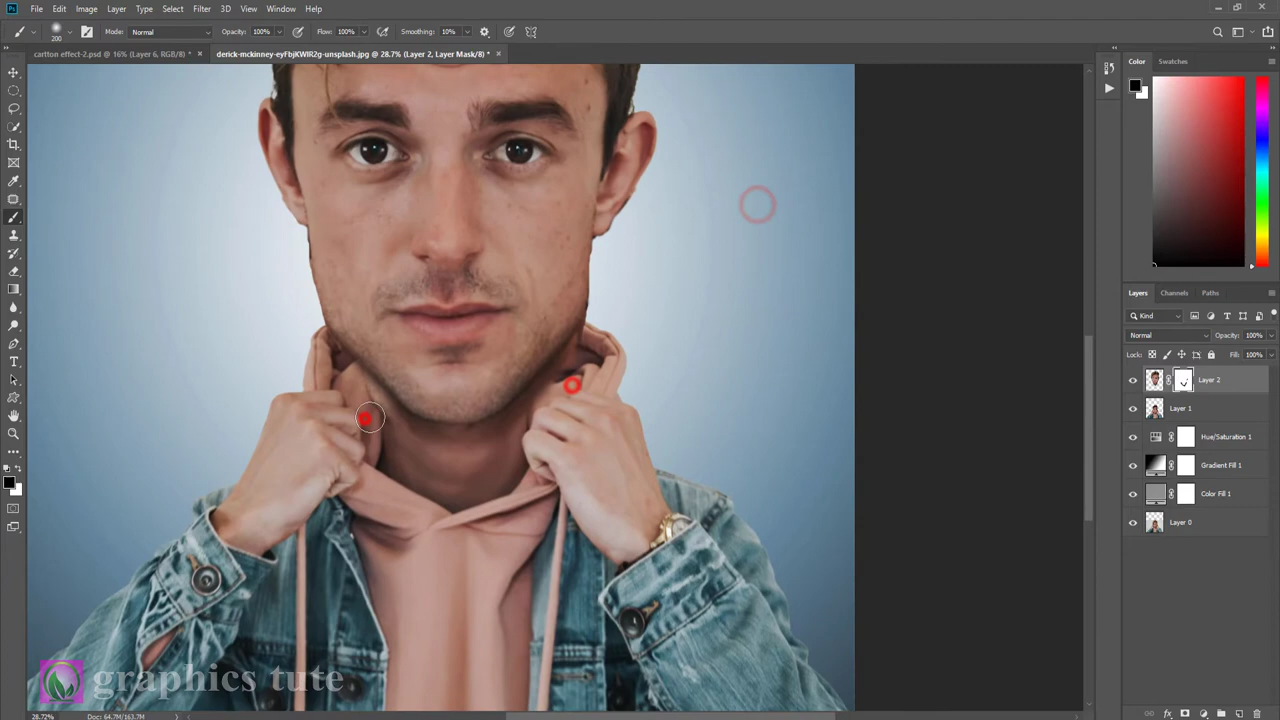 Ps File Edit Image Layer Type Select Filter 3D View Window Help
200 Mode: Normal Opacity: 100% Flow: 100% Smoothing: 10%
cartton effect-2.psd @ 16% (Layer 6, RGB/8) * × derick-mckinney-eyFbjKWlR2g-unsplash.jpg @ 28.7% (Layer 2, Layer Mask/8) * ×
Color Swatches
Layers Channels Paths
Kind
Normal Opacity: 100%
Lock: Fill: 100%
Layer 2
Layer 1
Hue/Saturation 1
Gradient Fill 1
Color Fill 1
Layer 0
graphics tute
28.72% Doc: 64.7M/163.7M